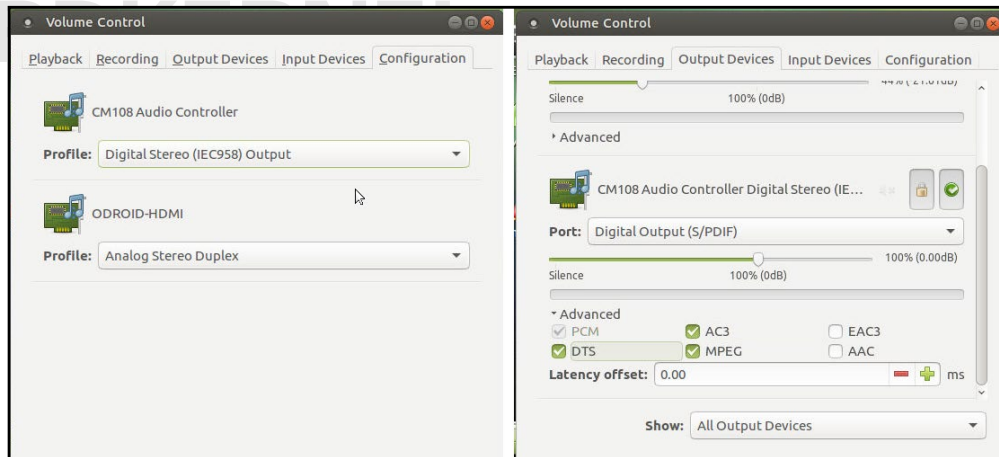 Volume Control
Playback Recording Output Devices Input Devices Configuration
CM108 Audio Controller
Profile: Digital Stereo (IEC958) Output
ODROID-HDMI
Profile: Analog Stereo Duplex
Volume Control
Playback Recording Output Devices Input Devices Configuration
Silence 100% (0dB)
Advanced
CM108 Audio Controller Digital Stereo (IE...
Port: Digital Output (S/PDIF)
100% (0.00dB)
Silence 100% (0dB)
Advanced
PCM AC3 EAC3
DTS MPEG AAC
Latency offset: 0.00 ms
Show: All Output Devices